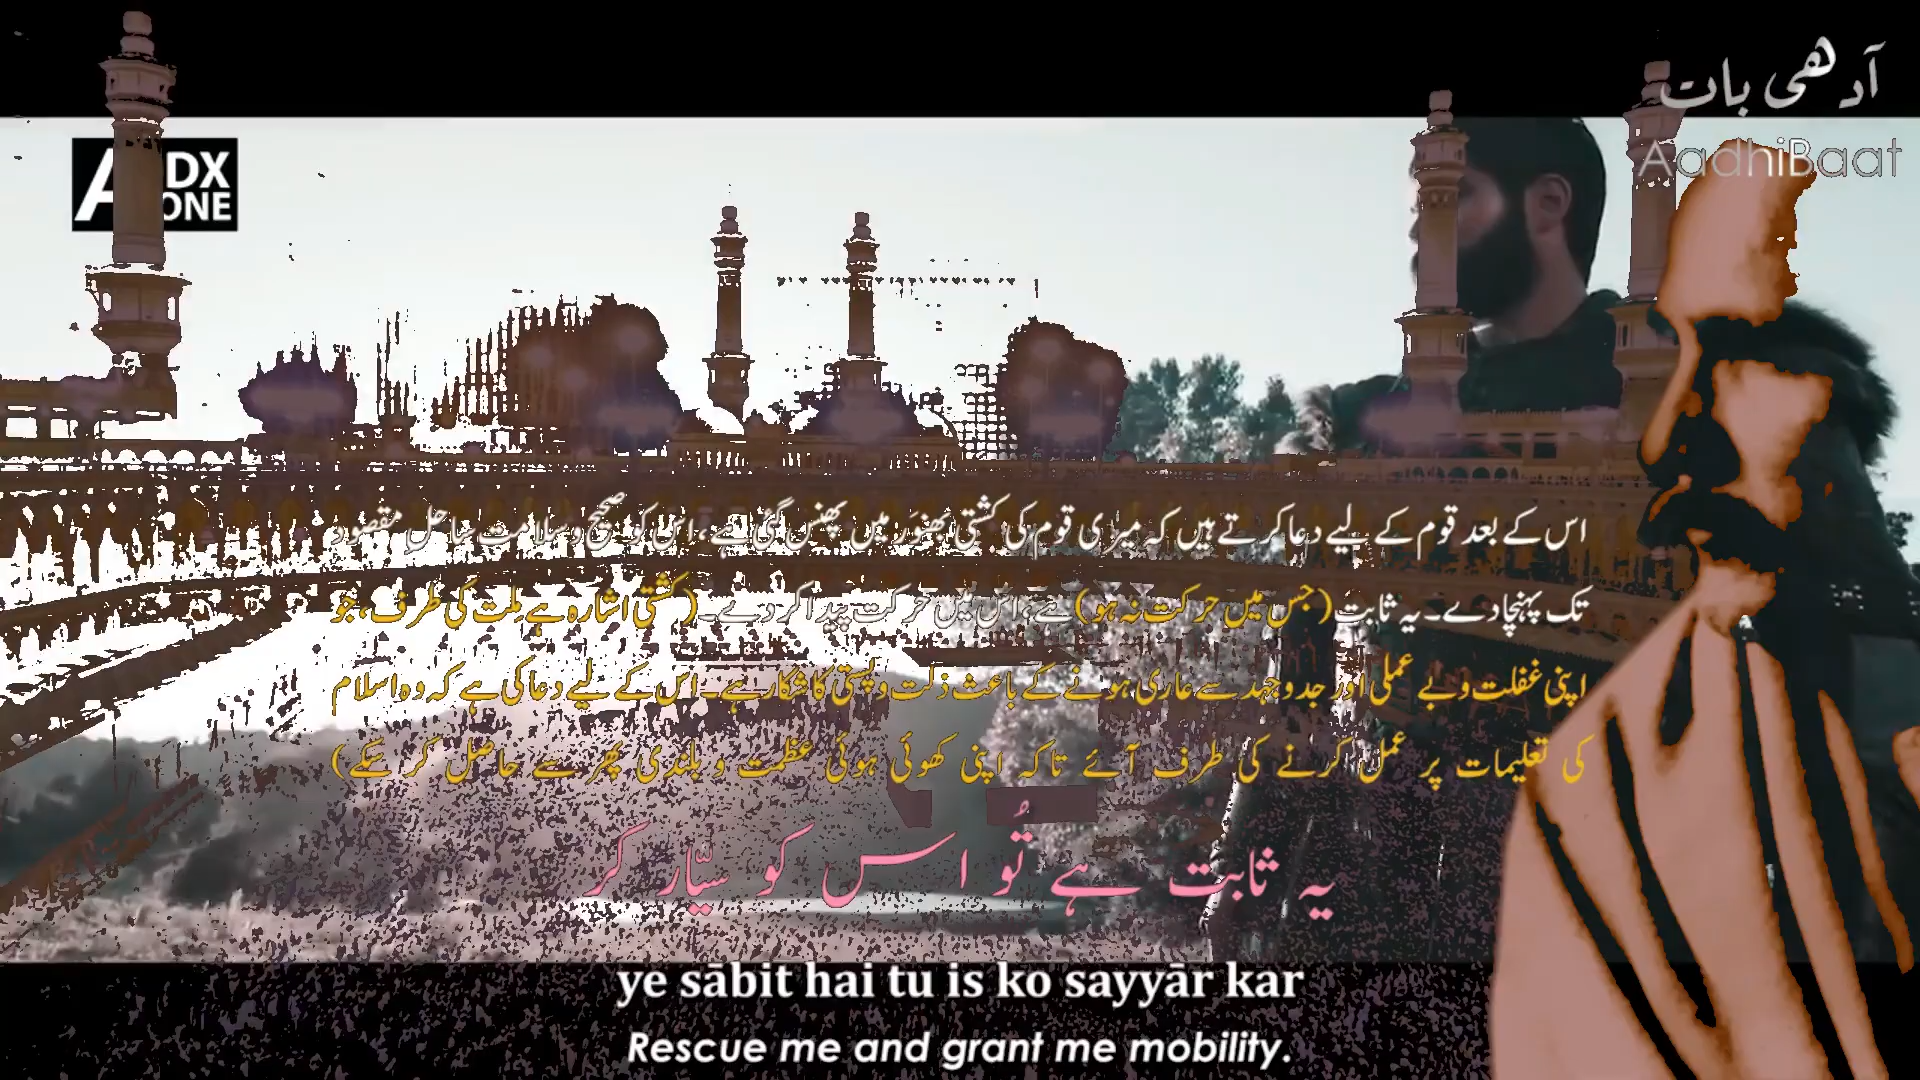 آدھی بات
AadhiBaat
A DX
ONE
اس کے بعد قوم کے لیے دعا کرتے ہیں کہ میری قوم کی کشتی بھنور میں پھنس گئی ہے، اس کو صحیح و سلامت ساحل مقصود
تک پہنچا دے۔ یہ ثابت (جس میں حرکت نہ ہو) ہے، اس میں حرکت پیدا کر دے۔ (کشتی اشارہ ہے ملت کی طرف، جو
اپنی غفلت و بے عملی اور جدوجہد سے عاری ہونے کے باعث ذلت و پستی کا شکار ہے۔ اس کے لیے دعا کی ہے کہ وہ اسلام
کی تعلیمات پر عمل کرنے کی طرف آئے تاکہ اپنی کھوئی ہوئی عظمت و بلندی پھر سے حاصل کر سکے)
یہ ثابت ہے تُو اس کو سیّار کر
ye sābit hai tu is ko sayyār kar
Rescue me and grant me mobility.